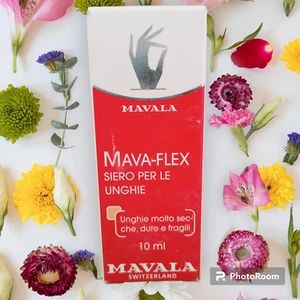 MAVALA
MAVA-FLEX
SIERO PER LE
UNGHIE
Unghie molto sec-
che, dure e fragili
10 ml
MAVALA
SWITZERLAND
PhotoRoom